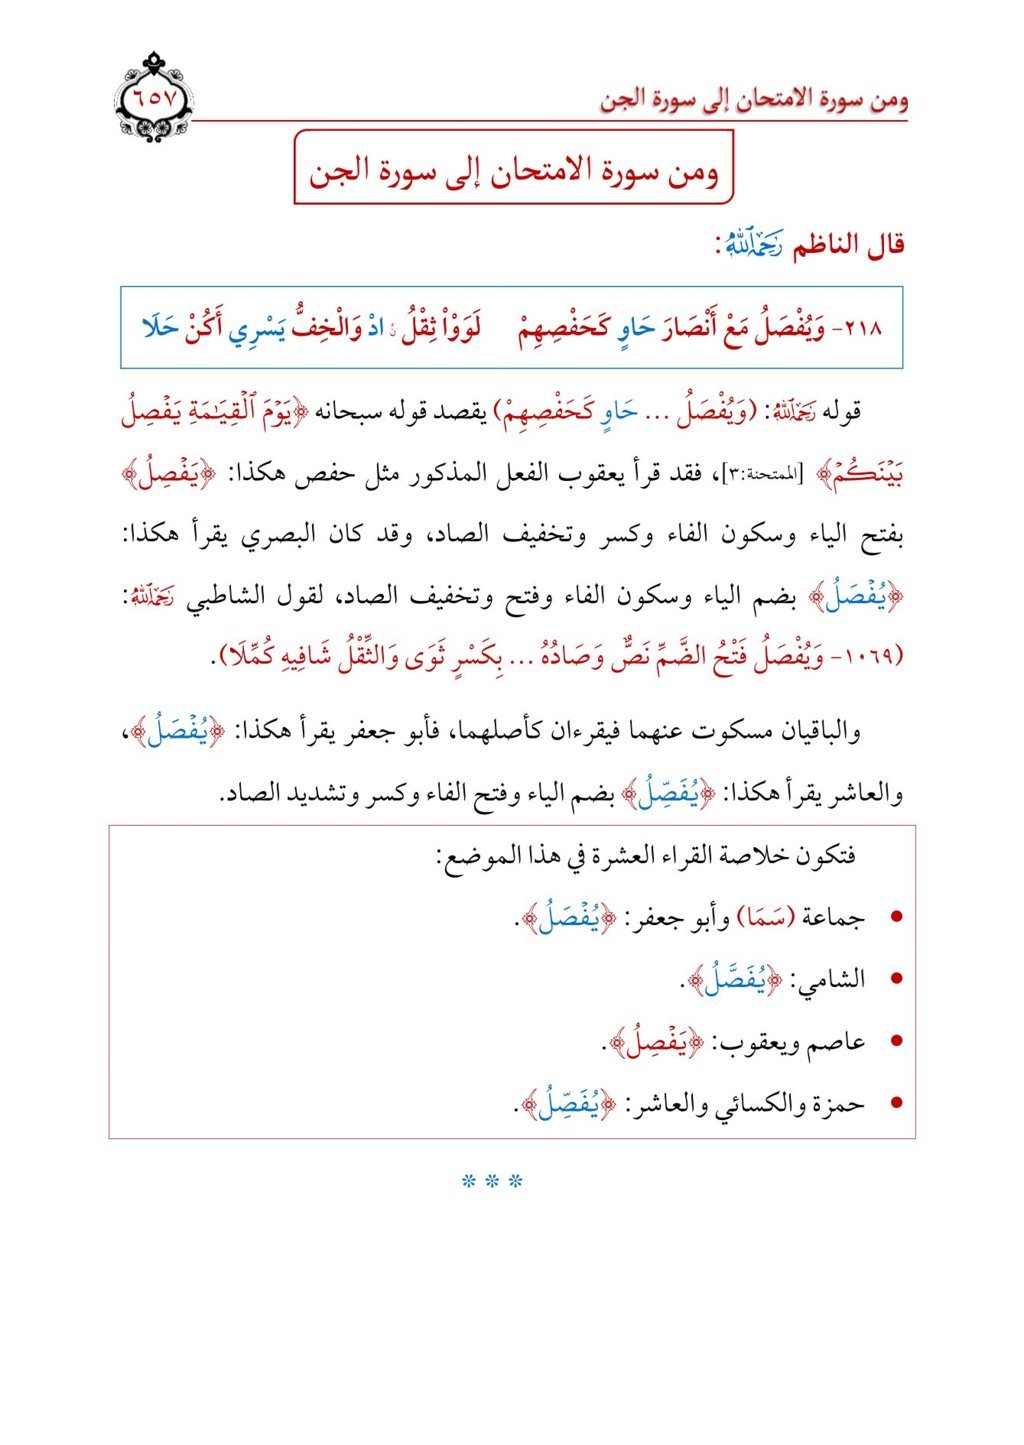 ومن سورة الامتحان إلى سورة الجن
٦٥٧
ومن سورة الامتحان إلى سورة الجن
قال الناظم رَحِمَهُ ٱللَّهُ:
٢١٨- وَيُفْصَلُ مَعْ أَنْصَارَ حَاوٍ كَحَفْصِهِمْ لَوَوْاْ ثِقْلُ ۥ ادْ وَالْخِفُّ يَسْرِي أَكُنْ حَلَا
قوله رَحِمَهُ ٱللَّهُ: (وَيُفْصَلُ ... حَاوٍ كَحَفْصِهِمْ) يقصد قوله سبحانه ﴿يَوْمَ ٱلْقِيَـٰمَةِ يَفْصِلُ
بَيْنَكُمْ﴾ [الممتحنة:٣]، فقد قرأ يعقوب الفعل المذكور مثل حفص هكذا: ﴿يَفْصِلُ﴾
بفتح الياء وسكون الفاء وكسر وتخفيف الصاد، وقد كان البصري يقرأ هكذا:
﴿يُفْصَلُ﴾ بضم الياء وسكون الفاء وفتح وتخفيف الصاد، لقول الشاطبي رَحِمَهُ ٱللَّهُ:
(١٠٦٩- وَيُفْصَلُ فَتْحُ الضَّمِّ نَصٌّ وَصَادُهُ ... بِكَسْرٍ ثَوَى وَالثِّقْلُ شَافِيهِ كُمِّلَا).
والباقيان مسكوت عنهما فيقرءان كأصلهما، فأبو جعفر يقرأ هكذا: ﴿يُفْصَلُ﴾،
والعاشر يقرأ هكذا: ﴿يُفَصِّلُ﴾ بضم الياء وفتح الفاء وكسر وتشديد الصاد.
فتكون خلاصة القراء العشرة في هذا الموضع:
• جماعة (سَمَا) وأبو جعفر: ﴿يُفْصَلُ﴾.
• الشامي: ﴿يُفَصَّلُ﴾.
• عاصم ويعقوب: ﴿يَفْصِلُ﴾.
• حمزة والكسائي والعاشر: ﴿يُفَصِّلُ﴾.
* * *